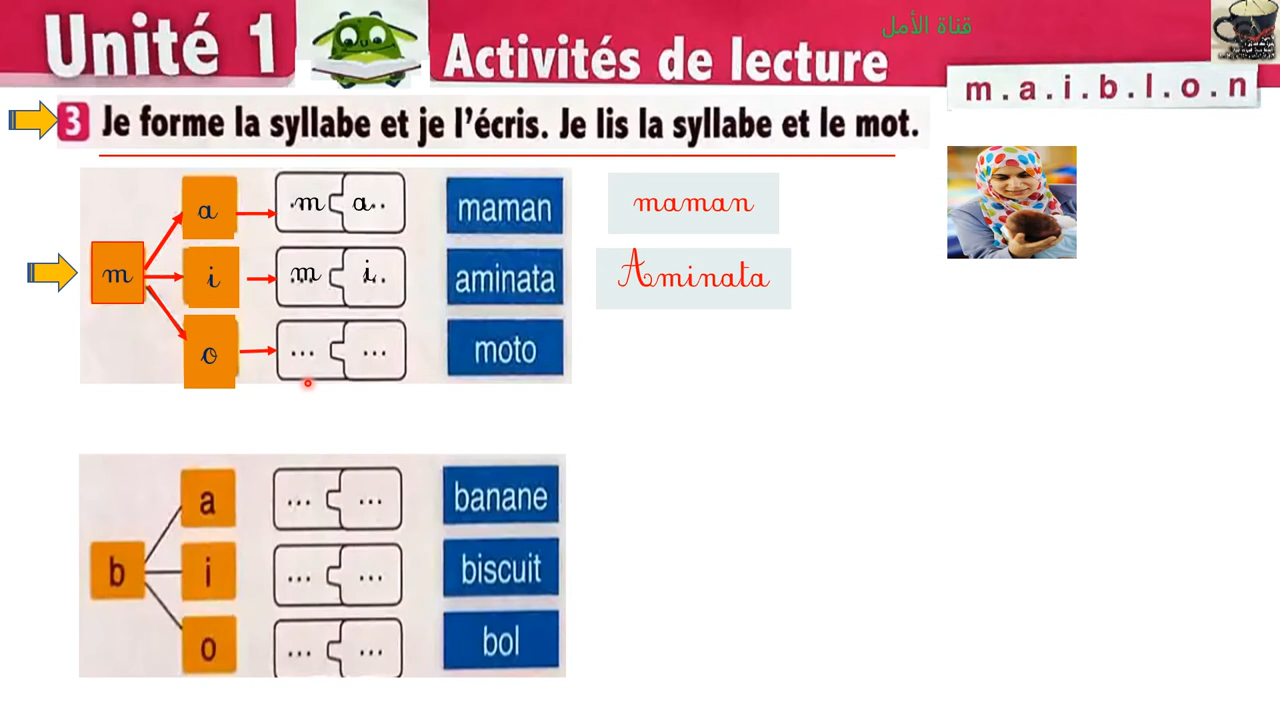 Unité 1
Activités de lecture
قناة الأمل
m.a.i.b.l.o.n
3 Je forme la syllabe et je l'écris. Je lis la syllabe et le mot.
a .m a.. maman maman
m i m... i.. aminata Aminata
o ... ... moto
a ... ... banane
b i ... ... biscuit
o ... ... bol